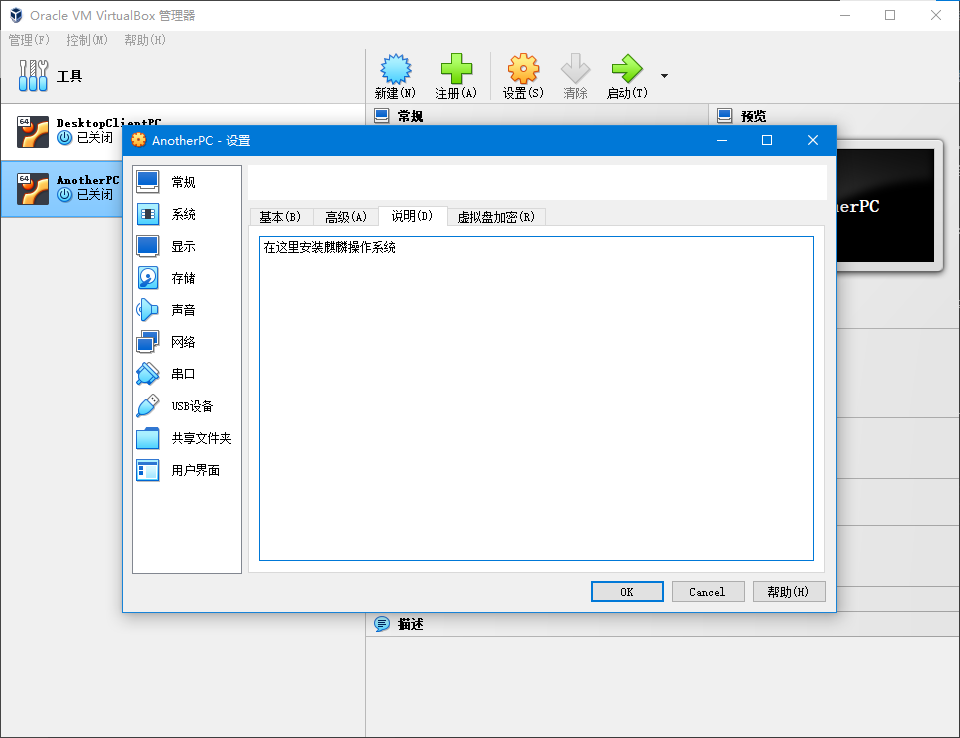 Oracle VM VirtualBox 管理器
管理(F) 控制(M) 帮助(H)
工具
新建(N) 注册(A) 设置(S) 清除 启动(T)
64 DesktopClientPC
已关闭
常规 预览
64 AnotherPC
已关闭
AnotherPC - 设置
常规
系统
显示
存储
声音
网络
串口
USB设备
共享文件夹
用户界面
基本(B) 高级(A) 说明(D) 虚拟盘加密(R)
在这里安装麒麟操作系统
OK Cancel 帮助(H)
herPC
描述